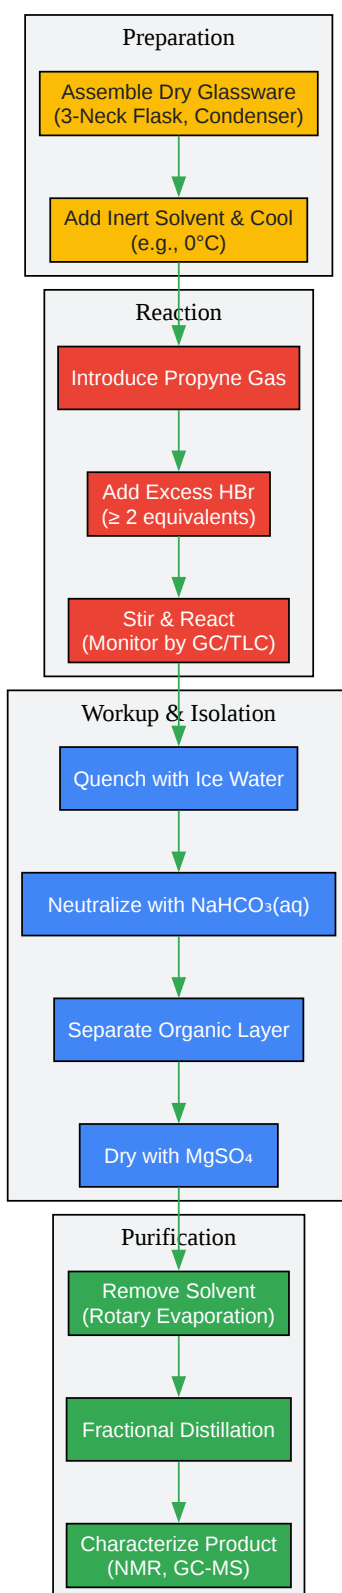 Preparation
Assemble Dry Glassware
(3-Neck Flask, Condenser)
Add Inert Solvent & Cool
(e.g., 0°C)
Reaction
Introduce Propyne Gas
Add Excess HBr
(≥ 2 equivalents)
Stir & React
(Monitor by GC/TLC)
Workup & Isolation
Quench with Ice Water
Neutralize with NaHCO₃(aq)
Separate Organic Layer
Dry with MgSO₄
Purification
Remove Solvent
(Rotary Evaporation)
Fractional Distillation
Characterize Product
(NMR, GC-MS)